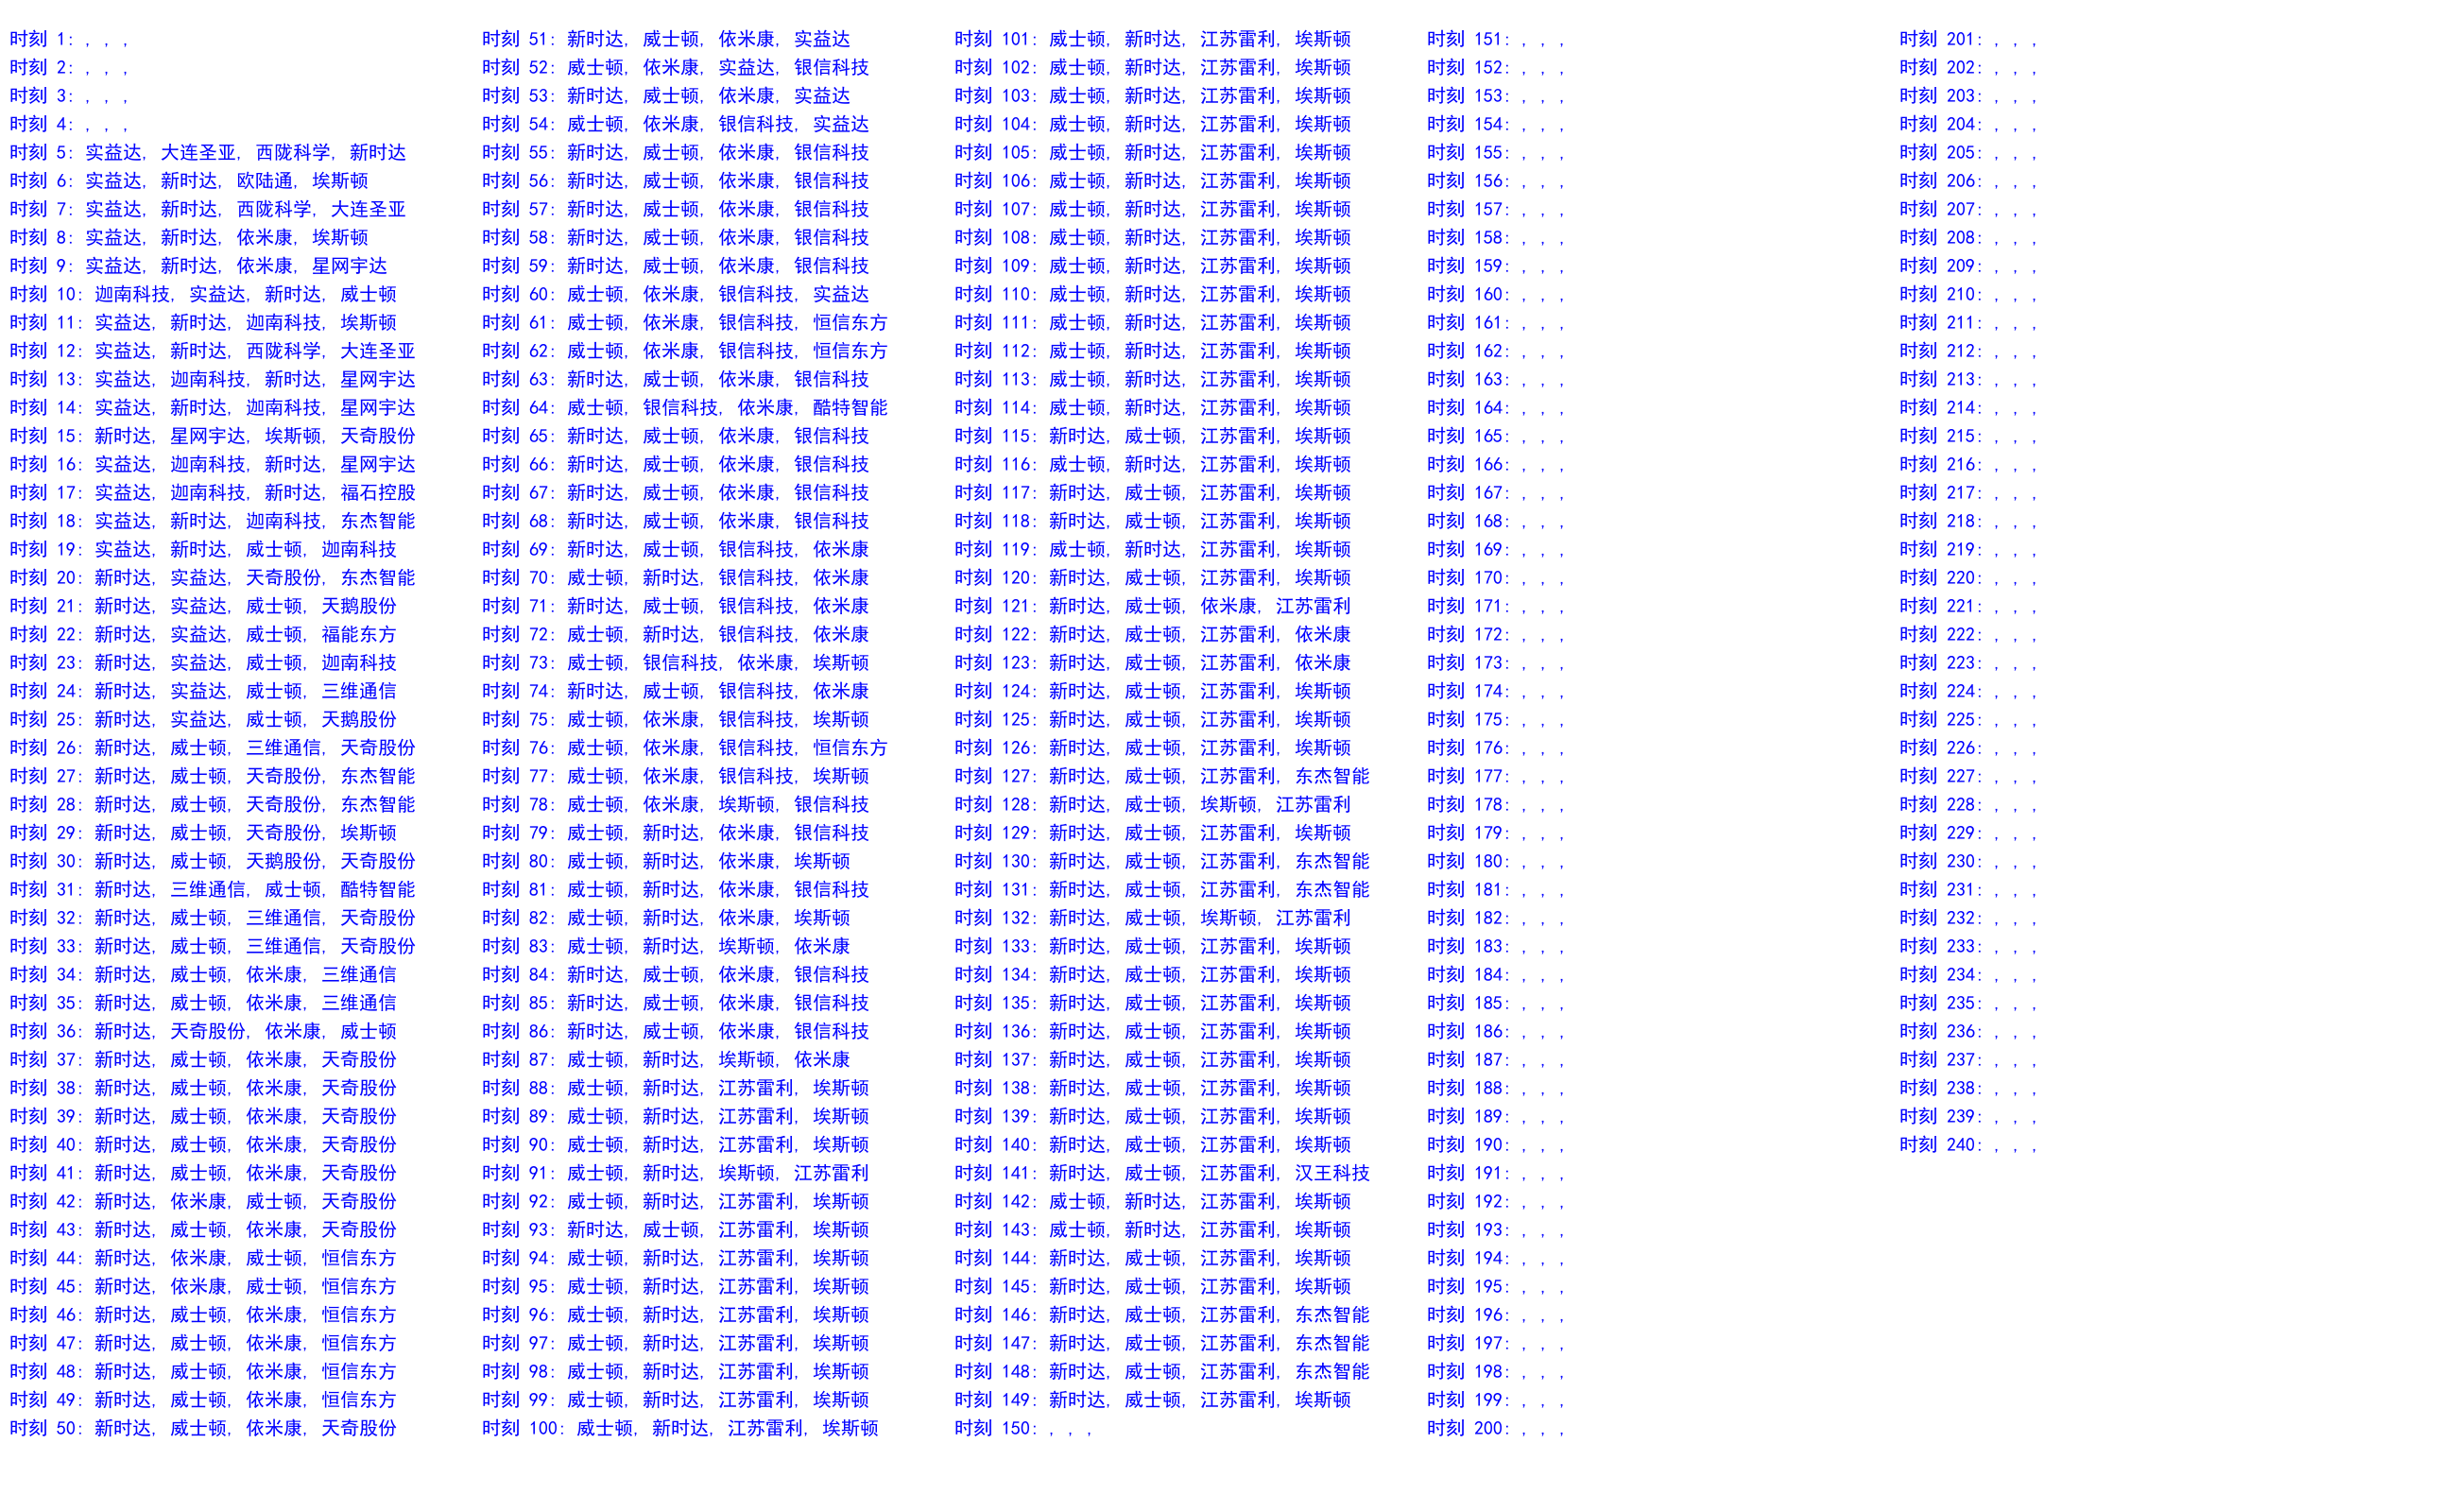 时刻 1: , , ,
时刻 2: , , ,
时刻 3: , , ,
时刻 4: , , ,
时刻 5: 实益达, 大连圣亚, 西陇科学, 新时达
时刻 6: 实益达, 新时达, 欧陆通, 埃斯顿
时刻 7: 实益达, 新时达, 西陇科学, 大连圣亚
时刻 8: 实益达, 新时达, 依米康, 埃斯顿
时刻 9: 实益达, 新时达, 依米康, 星网宇达
时刻 10: 迦南科技, 实益达, 新时达, 威士顿
时刻 11: 实益达, 新时达, 迦南科技, 埃斯顿
时刻 12: 实益达, 新时达, 西陇科学, 大连圣亚
时刻 13: 实益达, 迦南科技, 新时达, 星网宇达
时刻 14: 实益达, 新时达, 迦南科技, 星网宇达
时刻 15: 新时达, 星网宇达, 埃斯顿, 天奇股份
时刻 16: 实益达, 迦南科技, 新时达, 星网宇达
时刻 17: 实益达, 迦南科技, 新时达, 福石控股
时刻 18: 实益达, 新时达, 迦南科技, 东杰智能
时刻 19: 实益达, 新时达, 威士顿, 迦南科技
时刻 20: 新时达, 实益达, 天奇股份, 东杰智能
时刻 21: 新时达, 实益达, 威士顿, 天鹅股份
时刻 22: 新时达, 实益达, 威士顿, 福能东方
时刻 23: 新时达, 实益达, 威士顿, 迦南科技
时刻 24: 新时达, 实益达, 威士顿, 三维通信
时刻 25: 新时达, 实益达, 威士顿, 天鹅股份
时刻 26: 新时达, 威士顿, 三维通信, 天奇股份
时刻 27: 新时达, 威士顿, 天奇股份, 东杰智能
时刻 28: 新时达, 威士顿, 天奇股份, 东杰智能
时刻 29: 新时达, 威士顿, 天奇股份, 埃斯顿
时刻 30: 新时达, 威士顿, 天鹅股份, 天奇股份
时刻 31: 新时达, 三维通信, 威士顿, 酷特智能
时刻 32: 新时达, 威士顿, 三维通信, 天奇股份
时刻 33: 新时达, 威士顿, 三维通信, 天奇股份
时刻 34: 新时达, 威士顿, 依米康, 三维通信
时刻 35: 新时达, 威士顿, 依米康, 三维通信
时刻 36: 新时达, 天奇股份, 依米康, 威士顿
时刻 37: 新时达, 威士顿, 依米康, 天奇股份
时刻 38: 新时达, 威士顿, 依米康, 天奇股份
时刻 39: 新时达, 威士顿, 依米康, 天奇股份
时刻 40: 新时达, 威士顿, 依米康, 天奇股份
时刻 41: 新时达, 威士顿, 依米康, 天奇股份
时刻 42: 新时达, 依米康, 威士顿, 天奇股份
时刻 43: 新时达, 威士顿, 依米康, 天奇股份
时刻 44: 新时达, 依米康, 威士顿, 恒信东方
时刻 45: 新时达, 依米康, 威士顿, 恒信东方
时刻 46: 新时达, 威士顿, 依米康, 恒信东方
时刻 47: 新时达, 威士顿, 依米康, 恒信东方
时刻 48: 新时达, 威士顿, 依米康, 恒信东方
时刻 49: 新时达, 威士顿, 依米康, 恒信东方
时刻 50: 新时达, 威士顿, 依米康, 天奇股份
时刻 51: 新时达, 威士顿, 依米康, 实益达
时刻 52: 威士顿, 依米康, 实益达, 银信科技
时刻 53: 新时达, 威士顿, 依米康, 实益达
时刻 54: 威士顿, 依米康, 银信科技, 实益达
时刻 55: 新时达, 威士顿, 依米康, 银信科技
时刻 56: 新时达, 威士顿, 依米康, 银信科技
时刻 57: 新时达, 威士顿, 依米康, 银信科技
时刻 58: 新时达, 威士顿, 依米康, 银信科技
时刻 59: 新时达, 威士顿, 依米康, 银信科技
时刻 60: 威士顿, 依米康, 银信科技, 实益达
时刻 61: 威士顿, 依米康, 银信科技, 恒信东方
时刻 62: 威士顿, 依米康, 银信科技, 恒信东方
时刻 63: 新时达, 威士顿, 依米康, 银信科技
时刻 64: 威士顿, 银信科技, 依米康, 酷特智能
时刻 65: 新时达, 威士顿, 依米康, 银信科技
时刻 66: 新时达, 威士顿, 依米康, 银信科技
时刻 67: 新时达, 威士顿, 依米康, 银信科技
时刻 68: 新时达, 威士顿, 依米康, 银信科技
时刻 69: 新时达, 威士顿, 银信科技, 依米康
时刻 70: 威士顿, 新时达, 银信科技, 依米康
时刻 71: 新时达, 威士顿, 银信科技, 依米康
时刻 72: 威士顿, 新时达, 银信科技, 依米康
时刻 73: 威士顿, 银信科技, 依米康, 埃斯顿
时刻 74: 新时达, 威士顿, 银信科技, 依米康
时刻 75: 威士顿, 依米康, 银信科技, 埃斯顿
时刻 76: 威士顿, 依米康, 银信科技, 恒信东方
时刻 77: 威士顿, 依米康, 银信科技, 埃斯顿
时刻 78: 威士顿, 依米康, 埃斯顿, 银信科技
时刻 79: 威士顿, 新时达, 依米康, 银信科技
时刻 80: 威士顿, 新时达, 依米康, 埃斯顿
时刻 81: 威士顿, 新时达, 依米康, 银信科技
时刻 82: 威士顿, 新时达, 依米康, 埃斯顿
时刻 83: 威士顿, 新时达, 埃斯顿, 依米康
时刻 84: 新时达, 威士顿, 依米康, 银信科技
时刻 85: 新时达, 威士顿, 依米康, 银信科技
时刻 86: 新时达, 威士顿, 依米康, 银信科技
时刻 87: 威士顿, 新时达, 埃斯顿, 依米康
时刻 88: 威士顿, 新时达, 江苏雷利, 埃斯顿
时刻 89: 威士顿, 新时达, 江苏雷利, 埃斯顿
时刻 90: 威士顿, 新时达, 江苏雷利, 埃斯顿
时刻 91: 威士顿, 新时达, 埃斯顿, 江苏雷利
时刻 92: 威士顿, 新时达, 江苏雷利, 埃斯顿
时刻 93: 新时达, 威士顿, 江苏雷利, 埃斯顿
时刻 94: 威士顿, 新时达, 江苏雷利, 埃斯顿
时刻 95: 威士顿, 新时达, 江苏雷利, 埃斯顿
时刻 96: 威士顿, 新时达, 江苏雷利, 埃斯顿
时刻 97: 威士顿, 新时达, 江苏雷利, 埃斯顿
时刻 98: 威士顿, 新时达, 江苏雷利, 埃斯顿
时刻 99: 威士顿, 新时达, 江苏雷利, 埃斯顿
时刻 100: 威士顿, 新时达, 江苏雷利, 埃斯顿
时刻 101: 威士顿, 新时达, 江苏雷利, 埃斯顿
时刻 102: 威士顿, 新时达, 江苏雷利, 埃斯顿
时刻 103: 威士顿, 新时达, 江苏雷利, 埃斯顿
时刻 104: 威士顿, 新时达, 江苏雷利, 埃斯顿
时刻 105: 威士顿, 新时达, 江苏雷利, 埃斯顿
时刻 106: 威士顿, 新时达, 江苏雷利, 埃斯顿
时刻 107: 威士顿, 新时达, 江苏雷利, 埃斯顿
时刻 108: 威士顿, 新时达, 江苏雷利, 埃斯顿
时刻 109: 威士顿, 新时达, 江苏雷利, 埃斯顿
时刻 110: 威士顿, 新时达, 江苏雷利, 埃斯顿
时刻 111: 威士顿, 新时达, 江苏雷利, 埃斯顿
时刻 112: 威士顿, 新时达, 江苏雷利, 埃斯顿
时刻 113: 威士顿, 新时达, 江苏雷利, 埃斯顿
时刻 114: 威士顿, 新时达, 江苏雷利, 埃斯顿
时刻 115: 新时达, 威士顿, 江苏雷利, 埃斯顿
时刻 116: 威士顿, 新时达, 江苏雷利, 埃斯顿
时刻 117: 新时达, 威士顿, 江苏雷利, 埃斯顿
时刻 118: 新时达, 威士顿, 江苏雷利, 埃斯顿
时刻 119: 威士顿, 新时达, 江苏雷利, 埃斯顿
时刻 120: 新时达, 威士顿, 江苏雷利, 埃斯顿
时刻 121: 新时达, 威士顿, 依米康, 江苏雷利
时刻 122: 新时达, 威士顿, 江苏雷利, 依米康
时刻 123: 新时达, 威士顿, 江苏雷利, 依米康
时刻 124: 新时达, 威士顿, 江苏雷利, 埃斯顿
时刻 125: 新时达, 威士顿, 江苏雷利, 埃斯顿
时刻 126: 新时达, 威士顿, 江苏雷利, 埃斯顿
时刻 127: 新时达, 威士顿, 江苏雷利, 东杰智能
时刻 128: 新时达, 威士顿, 埃斯顿, 江苏雷利
时刻 129: 新时达, 威士顿, 江苏雷利, 埃斯顿
时刻 130: 新时达, 威士顿, 江苏雷利, 东杰智能
时刻 131: 新时达, 威士顿, 江苏雷利, 东杰智能
时刻 132: 新时达, 威士顿, 埃斯顿, 江苏雷利
时刻 133: 新时达, 威士顿, 江苏雷利, 埃斯顿
时刻 134: 新时达, 威士顿, 江苏雷利, 埃斯顿
时刻 135: 新时达, 威士顿, 江苏雷利, 埃斯顿
时刻 136: 新时达, 威士顿, 江苏雷利, 埃斯顿
时刻 137: 新时达, 威士顿, 江苏雷利, 埃斯顿
时刻 138: 新时达, 威士顿, 江苏雷利, 埃斯顿
时刻 139: 新时达, 威士顿, 江苏雷利, 埃斯顿
时刻 140: 新时达, 威士顿, 江苏雷利, 埃斯顿
时刻 141: 新时达, 威士顿, 江苏雷利, 汉王科技
时刻 142: 威士顿, 新时达, 江苏雷利, 埃斯顿
时刻 143: 威士顿, 新时达, 江苏雷利, 埃斯顿
时刻 144: 新时达, 威士顿, 江苏雷利, 埃斯顿
时刻 145: 新时达, 威士顿, 江苏雷利, 埃斯顿
时刻 146: 新时达, 威士顿, 江苏雷利, 东杰智能
时刻 147: 新时达, 威士顿, 江苏雷利, 东杰智能
时刻 148: 新时达, 威士顿, 江苏雷利, 东杰智能
时刻 149: 新时达, 威士顿, 江苏雷利, 埃斯顿
时刻 150: , , ,
时刻 151: , , ,
时刻 152: , , ,
时刻 153: , , ,
时刻 154: , , ,
时刻 155: , , ,
时刻 156: , , ,
时刻 157: , , ,
时刻 158: , , ,
时刻 159: , , ,
时刻 160: , , ,
时刻 161: , , ,
时刻 162: , , ,
时刻 163: , , ,
时刻 164: , , ,
时刻 165: , , ,
时刻 166: , , ,
时刻 167: , , ,
时刻 168: , , ,
时刻 169: , , ,
时刻 170: , , ,
时刻 171: , , ,
时刻 172: , , ,
时刻 173: , , ,
时刻 174: , , ,
时刻 175: , , ,
时刻 176: , , ,
时刻 177: , , ,
时刻 178: , , ,
时刻 179: , , ,
时刻 180: , , ,
时刻 181: , , ,
时刻 182: , , ,
时刻 183: , , ,
时刻 184: , , ,
时刻 185: , , ,
时刻 186: , , ,
时刻 187: , , ,
时刻 188: , , ,
时刻 189: , , ,
时刻 190: , , ,
时刻 191: , , ,
时刻 192: , , ,
时刻 193: , , ,
时刻 194: , , ,
时刻 195: , , ,
时刻 196: , , ,
时刻 197: , , ,
时刻 198: , , ,
时刻 199: , , ,
时刻 200: , , ,
时刻 201: , , ,
时刻 202: , , ,
时刻 203: , , ,
时刻 204: , , ,
时刻 205: , , ,
时刻 206: , , ,
时刻 207: , , ,
时刻 208: , , ,
时刻 209: , , ,
时刻 210: , , ,
时刻 211: , , ,
时刻 212: , , ,
时刻 213: , , ,
时刻 214: , , ,
时刻 215: , , ,
时刻 216: , , ,
时刻 217: , , ,
时刻 218: , , ,
时刻 219: , , ,
时刻 220: , , ,
时刻 221: , , ,
时刻 222: , , ,
时刻 223: , , ,
时刻 224: , , ,
时刻 225: , , ,
时刻 226: , , ,
时刻 227: , , ,
时刻 228: , , ,
时刻 229: , , ,
时刻 230: , , ,
时刻 231: , , ,
时刻 232: , , ,
时刻 233: , , ,
时刻 234: , , ,
时刻 235: , , ,
时刻 236: , , ,
时刻 237: , , ,
时刻 238: , , ,
时刻 239: , , ,
时刻 240: , , ,